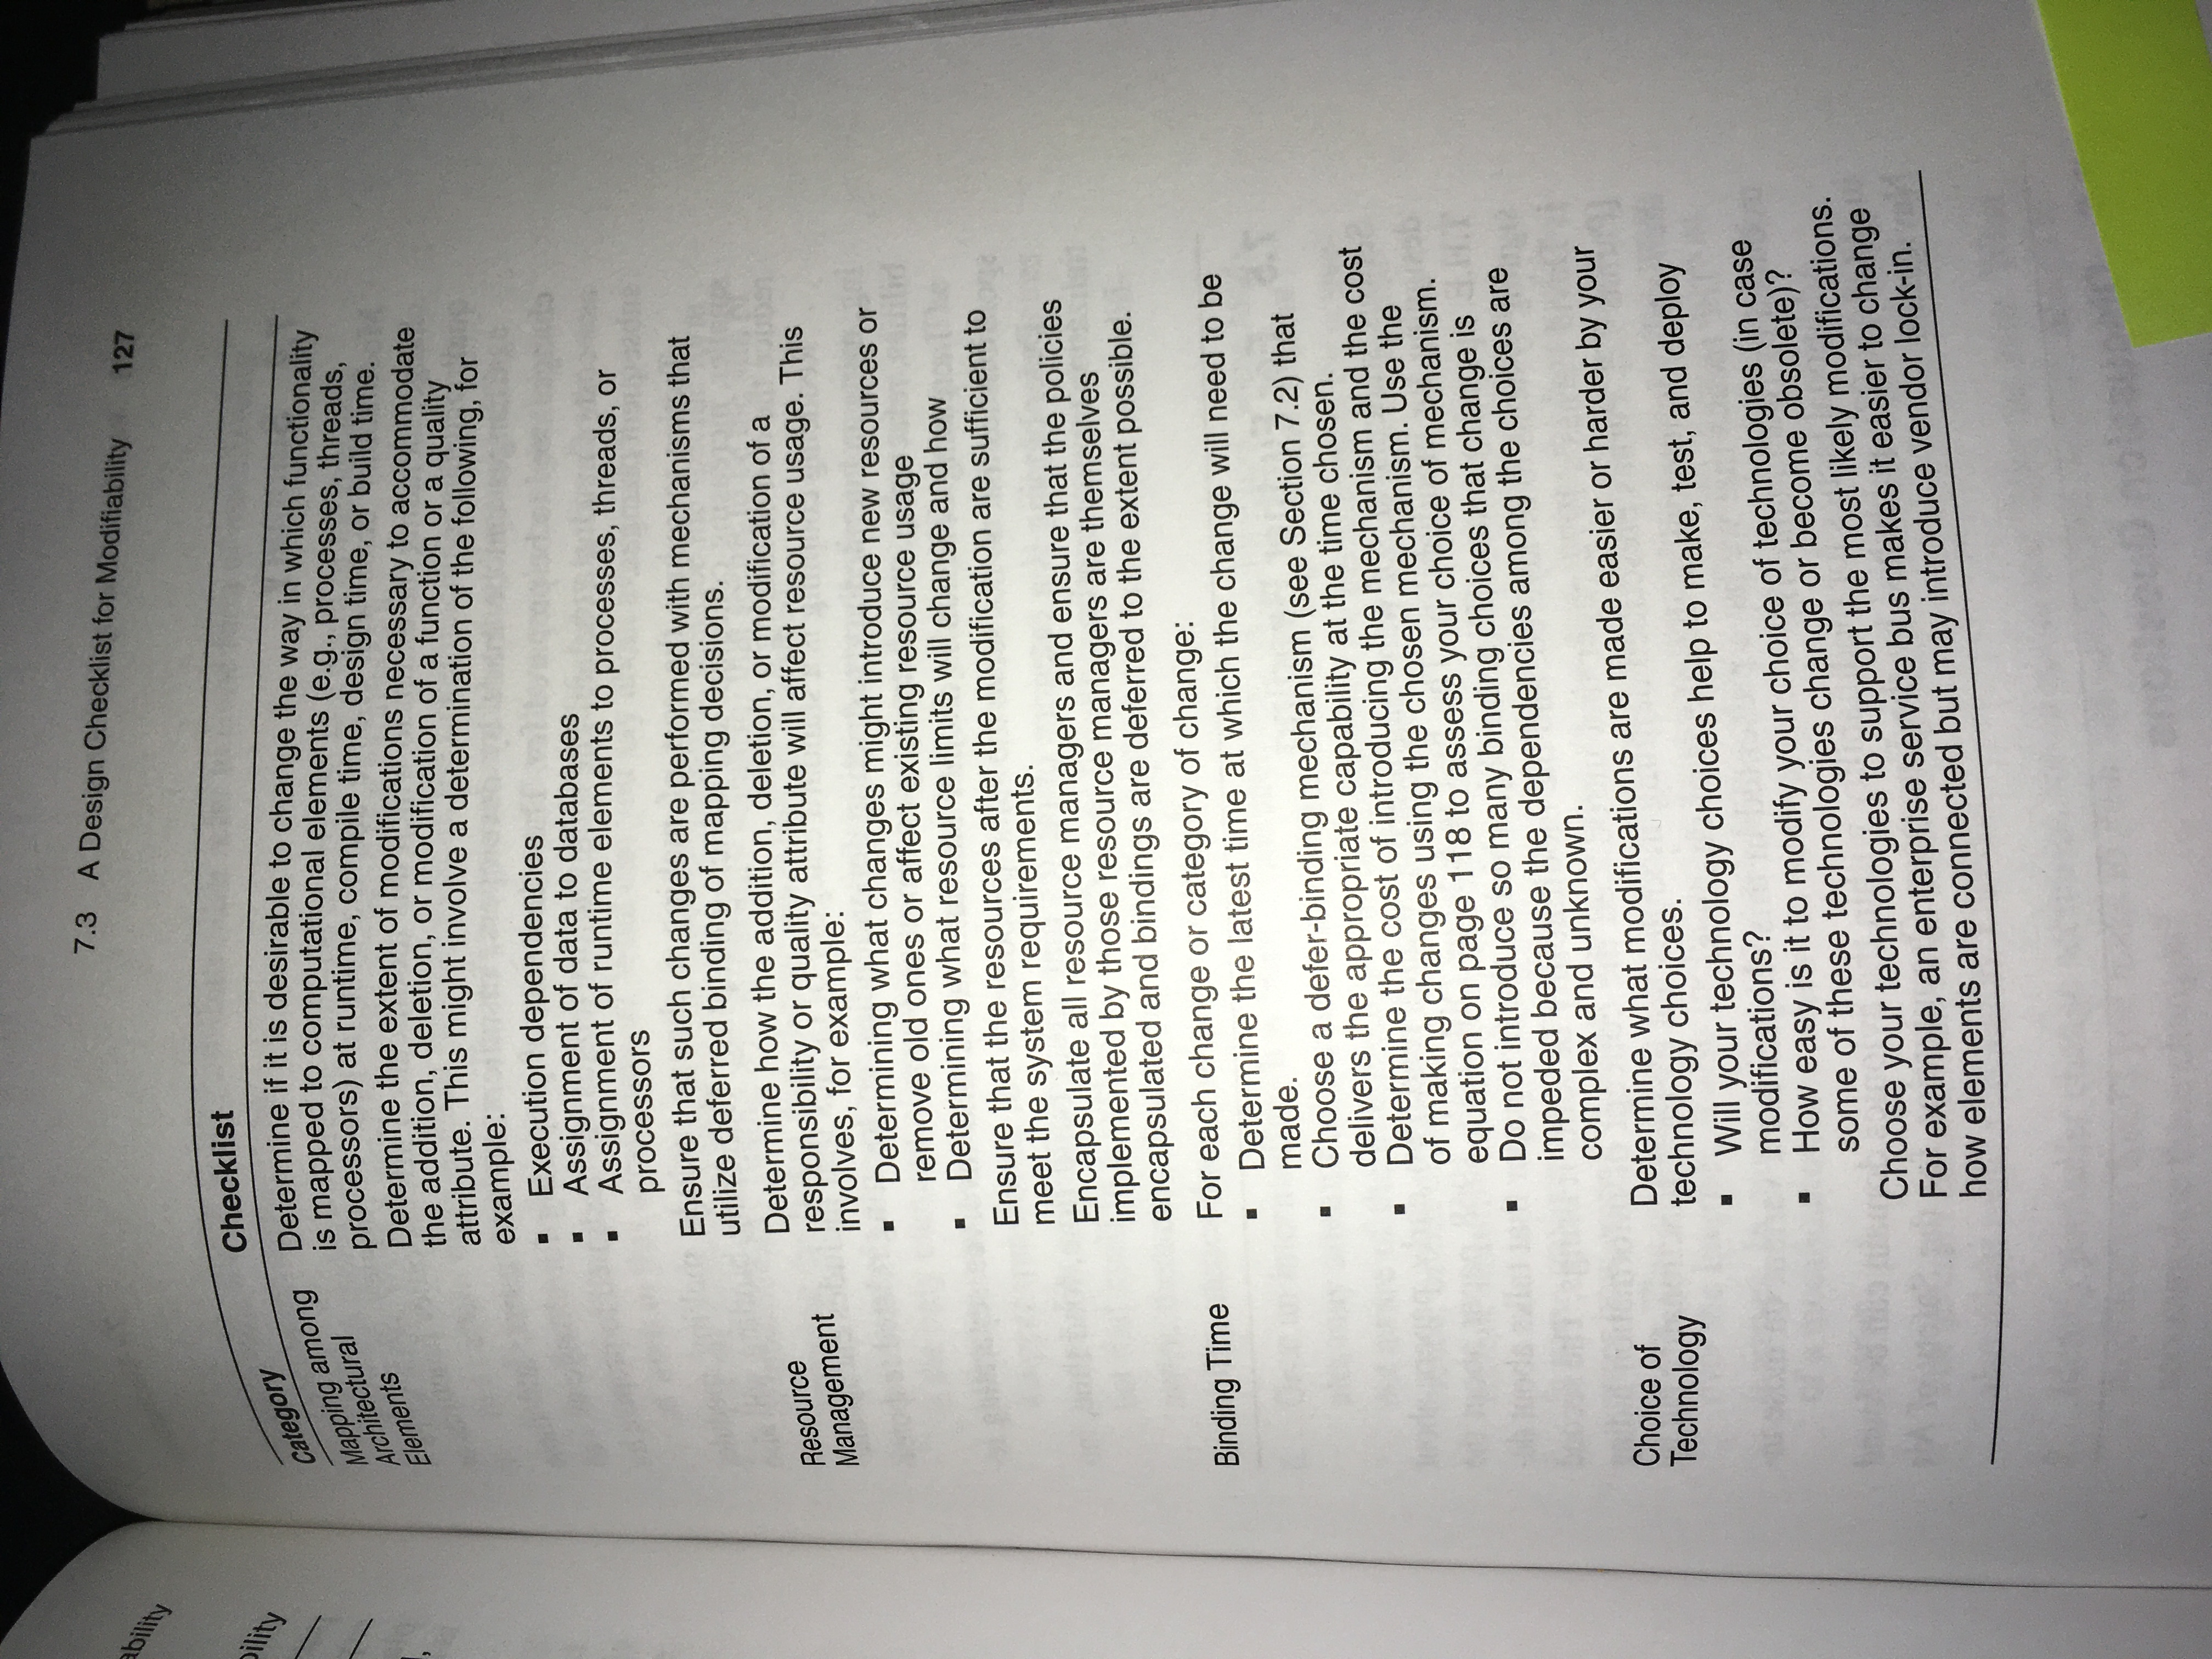 7.3 A Design Checklist for Modifiability 127
ability
bility
Category Checklist
Mapping among
Architectural
Elements
Determine if it is desirable to change the way in which functionality
is mapped to computational elements (e.g., processes, threads,
processors) at runtime, compile time, design time, or build time.
Determine the extent of modifications necessary to accommodate
the addition, deletion, or modification of a function or a quality
attribute. This might involve a determination of the following, for
example:
▪ Execution dependencies
▪ Assignment of data to databases
▪ Assignment of runtime elements to processes, threads, or
processors
Ensure that such changes are performed with mechanisms that
utilize deferred binding of mapping decisions.
Resource
Management
Determine how the addition, deletion, or modification of a
responsibility or quality attribute will affect resource usage. This
involves, for example:
▪ Determining what changes might introduce new resources or
remove old ones or affect existing resource usage
▪ Determining what resource limits will change and how
Ensure that the resources after the modification are sufficient to
meet the system requirements.
Encapsulate all resource managers and ensure that the policies
implemented by those resource managers are themselves
encapsulated and bindings are deferred to the extent possible.
Binding Time
For each change or category of change:
▪ Determine the latest time at which the change will need to be
made.
▪ Choose a defer-binding mechanism (see Section 7.2) that
delivers the appropriate capability at the time chosen.
▪ Determine the cost of introducing the mechanism and the cost
of making changes using the chosen mechanism. Use the
equation on page 118 to assess your choice of mechanism.
▪ Do not introduce so many binding choices that change is
impeded because the dependencies among the choices are
complex and unknown.
Choice of
Technology
Determine what modifications are made easier or harder by your
technology choices.
▪ Will your technology choices help to make, test, and deploy
modifications?
▪ How easy is it to modify your choice of technologies (in case
some of these technologies change or become obsolete)?
Choose your technologies to support the most likely modifications.
For example, an enterprise service bus makes it easier to change
how elements are connected but may introduce vendor lock-in.